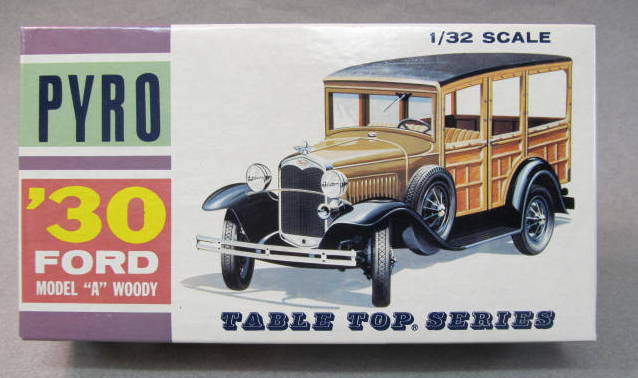 PYRO
'30
FORD
MODEL "A" WOODY
1/32 SCALE
TABLE TOP® SERIES